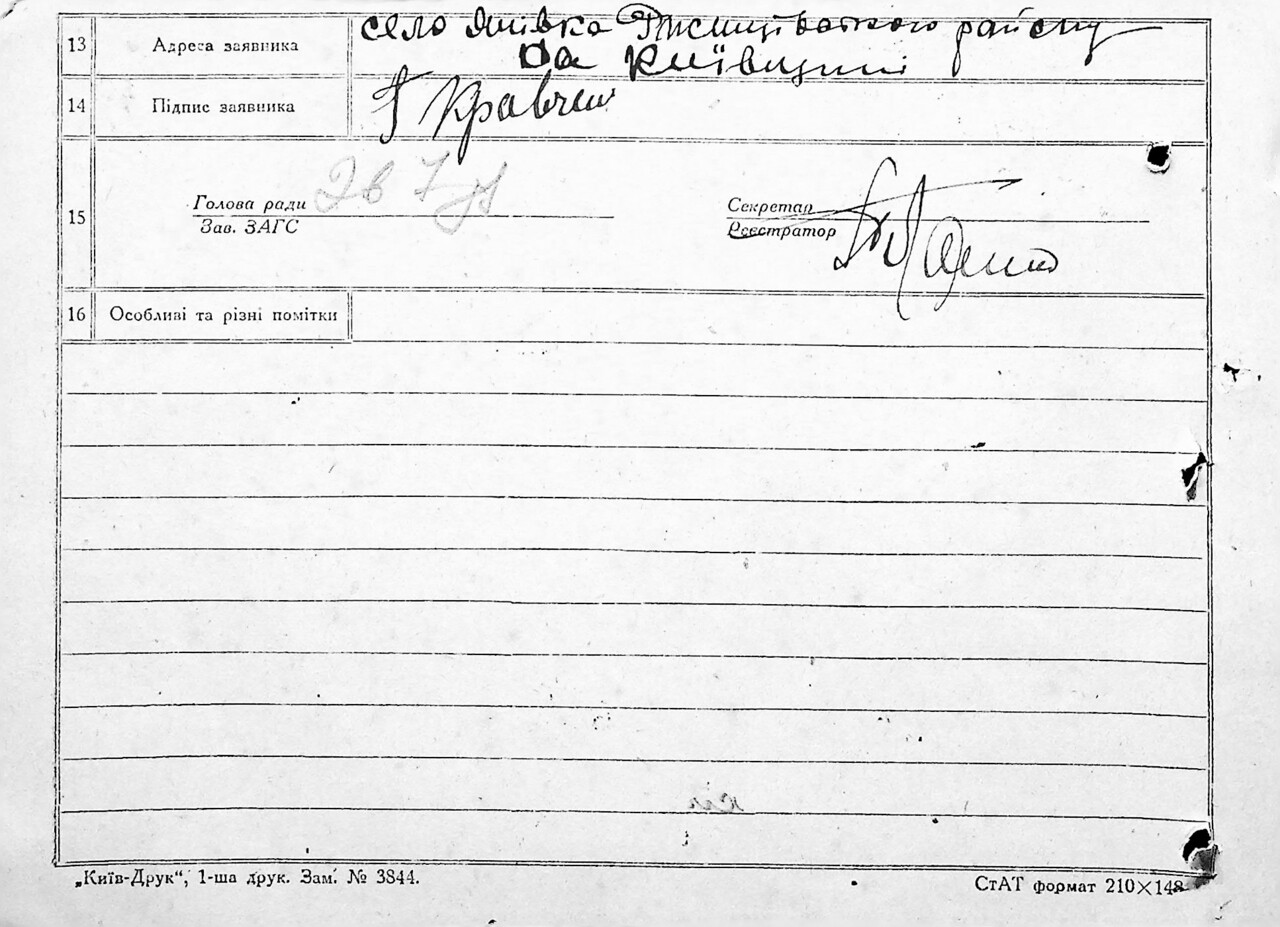 13 Адреса заявника село Янівка Ржищівського району
на Київщині
14 Підпис заявника Кравчен
15 Голова ради Секретар
Зав. ЗАГС Реєстратор
16 Особливі та різні помітки
„Київ-Друк“, 1-ша друк. Зам. № 3844. СтАТ формат 210×148